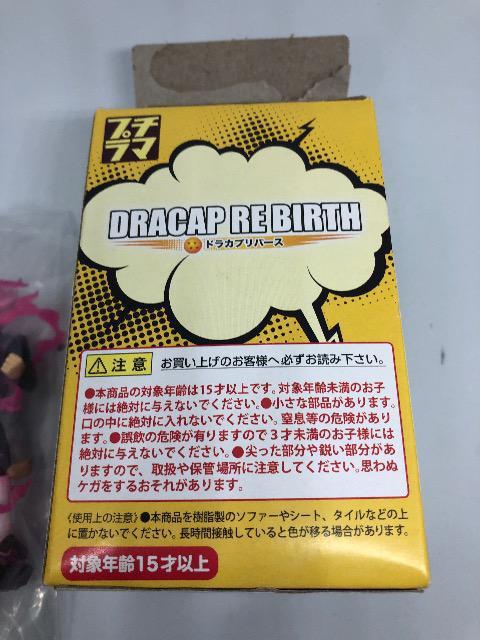 プチ
ラマ
DRACAP RE BIRTH
ドラカプリバース
注意
お買い上げのお客様へ必ずお読み下さい。
●本商品の対象年齢は15才以上です。対象年齢未満のお子
様には絶対に与えないでください。●小さな部品があります。
口の中に絶対に入れないでください。窒息等の危険があり
ます。●誤飲の危険が有りますので3才未満のお子様には
絶対に与えないでください。●尖った部分や鋭い部分があ
りますので、取扱や保管場所に注意してください。思わぬ
ケガをするおそれがあります。
《使用上の注意》●本商品を樹脂製のソファーやシート、タイルなどの上
に置かないでください。長時間接触していると色が移る場合があります。
対象年齢15才以上